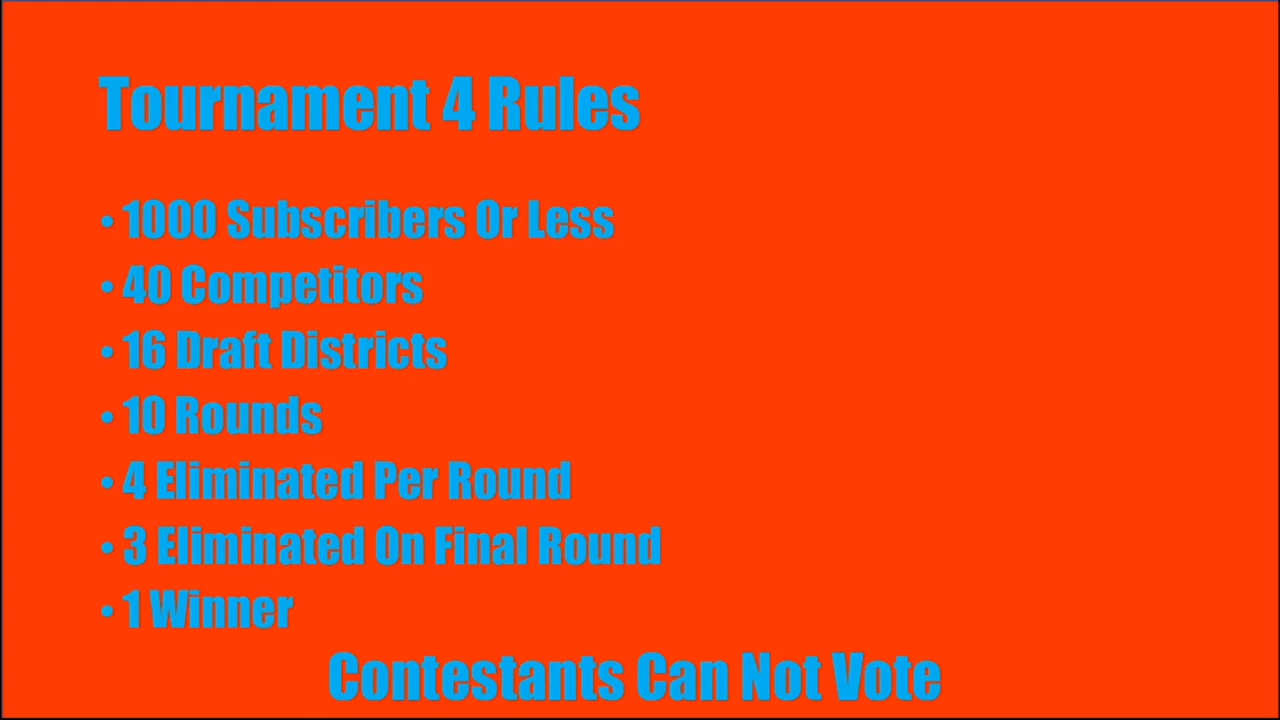 Tournament 4 Rules
• 1000 Subscribers Or Less
• 40 Competitors
• 16 Draft Districts
• 10 Rounds
• 4 Eliminated Per Round
• 3 Eliminated On Final Round
• 1 Winner
Contestants Can Not Vote